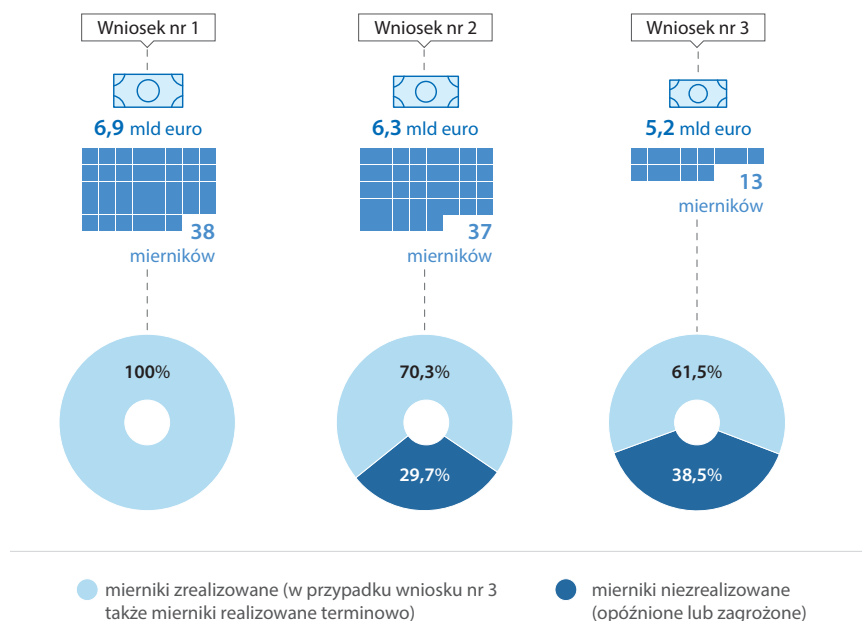 Wniosek nr 1
Wniosek nr 2
Wniosek nr 3
6,9 mld euro
6,3 mld euro
5,2 mld euro
38
mierników
37
mierników
13
mierników
100%
70,3%
61,5%
29,7%
38,5%
mierniki zrealizowane (w przypadku wniosku nr 3
także mierniki realizowane terminowo)
mierniki niezrealizowane
(opóźnione lub zagrożone)